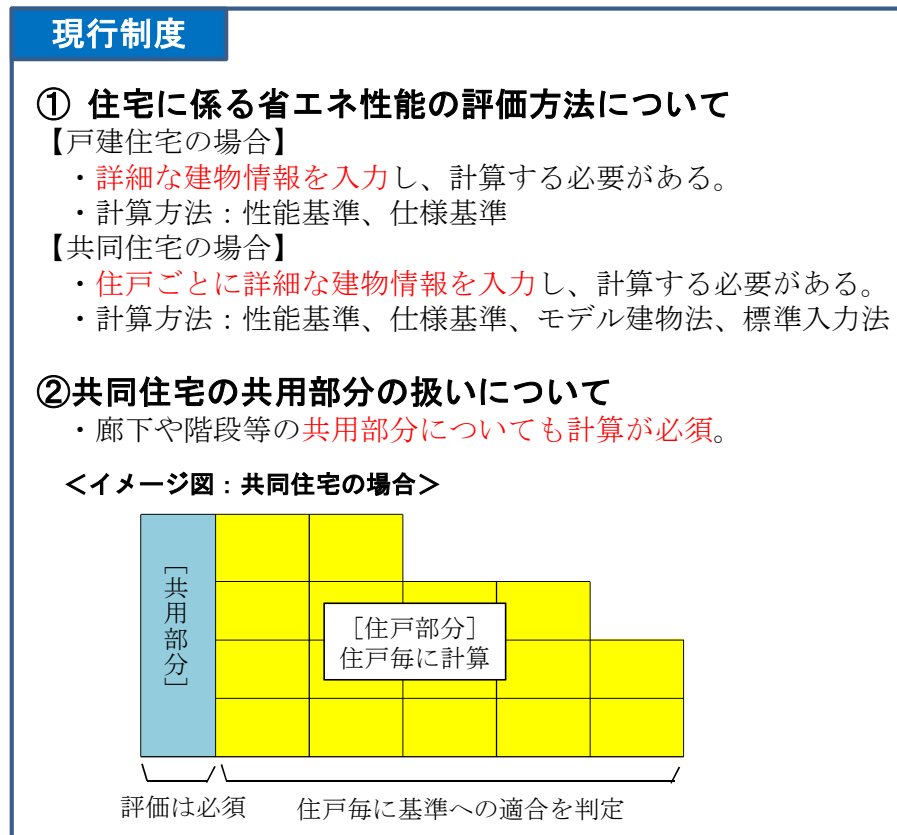 現行制度
① 住宅に係る省エネ性能の評価方法について
【戸建住宅の場合】
・詳細な建物情報を入力し、計算する必要がある。
・計算方法：性能基準、仕様基準
【共同住宅の場合】
・住戸ごとに詳細な建物情報を入力し、計算する必要がある。
・計算方法：性能基準、仕様基準、モデル建物法、標準入力法
②共同住宅の共用部分の扱いについて
・廊下や階段等の共用部分についても計算が必須。
＜イメージ図：共同住宅の場合＞
［共用部分］
［住戸部分］
住戸毎に計算
評価は必須
住戸毎に基準への適合を判定